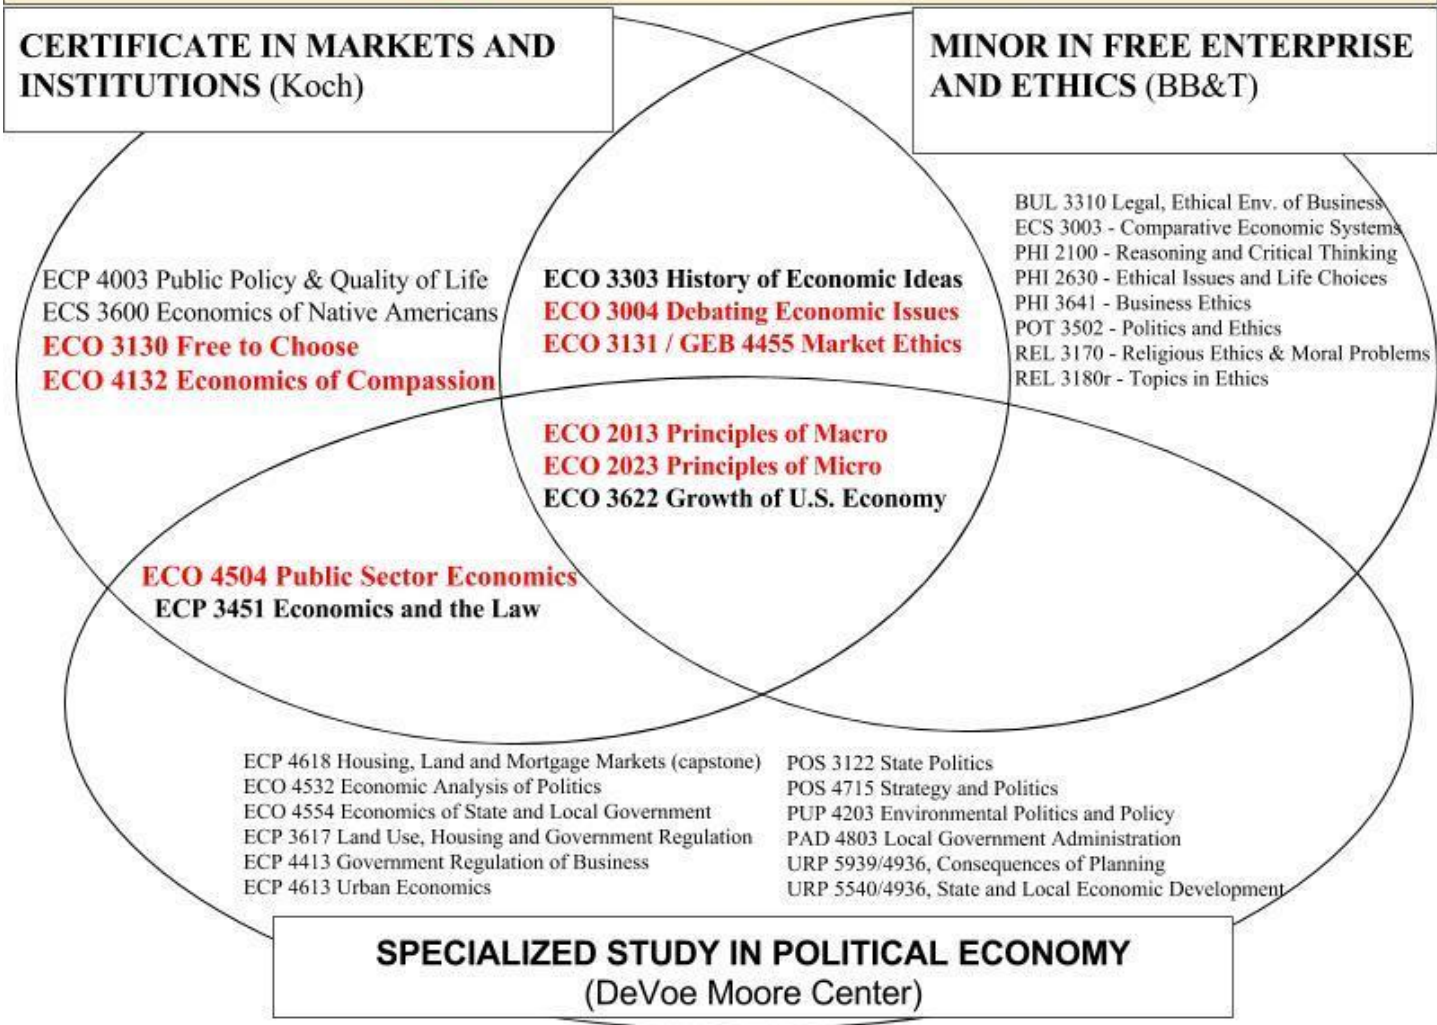 CERTIFICATE IN MARKETS AND
INSTITUTIONS (Koch)
MINOR IN FREE ENTERPRISE
AND ETHICS (BB&T)
BUL 3310 Legal, Ethical Env. of Business
ECS 3003 - Comparative Economic Systems
PHI 2100 - Reasoning and Critical Thinking
PHI 2630 - Ethical Issues and Life Choices
PHI 3641 - Business Ethics
POT 3502 - Politics and Ethics
REL 3170 - Religious Ethics & Moral Problems
REL 3180r - Topics in Ethics
ECP 4003 Public Policy & Quality of Life
ECS 3600 Economics of Native Americans
ECO 3130 Free to Choose
ECO 4132 Economics of Compassion
ECO 3303 History of Economic Ideas
ECO 3004 Debating Economic Issues
ECO 3131 / GEB 4455 Market Ethics
ECO 2013 Principles of Macro
ECO 2023 Principles of Micro
ECO 3622 Growth of U.S. Economy
ECO 4504 Public Sector Economics
ECP 3451 Economics and the Law
ECP 4618 Housing, Land and Mortgage Markets (capstone)
ECO 4532 Economic Analysis of Politics
ECO 4554 Economics of State and Local Government
ECP 3617 Land Use, Housing and Government Regulation
ECP 4413 Government Regulation of Business
ECP 4613 Urban Economics
POS 3122 State Politics
POS 4715 Strategy and Politics
PUP 4203 Environmental Politics and Policy
PAD 4803 Local Government Administration
URP 5939/4936, Consequences of Planning
URP 5540/4936, State and Local Economic Development
SPECIALIZED STUDY IN POLITICAL ECONOMY
(DeVoe Moore Center)